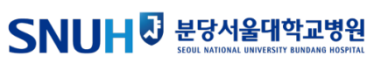 SNUH 분당서울대학교병원
SEOUL NATIONAL UNIVERSITY BUNDANG HOSPITAL